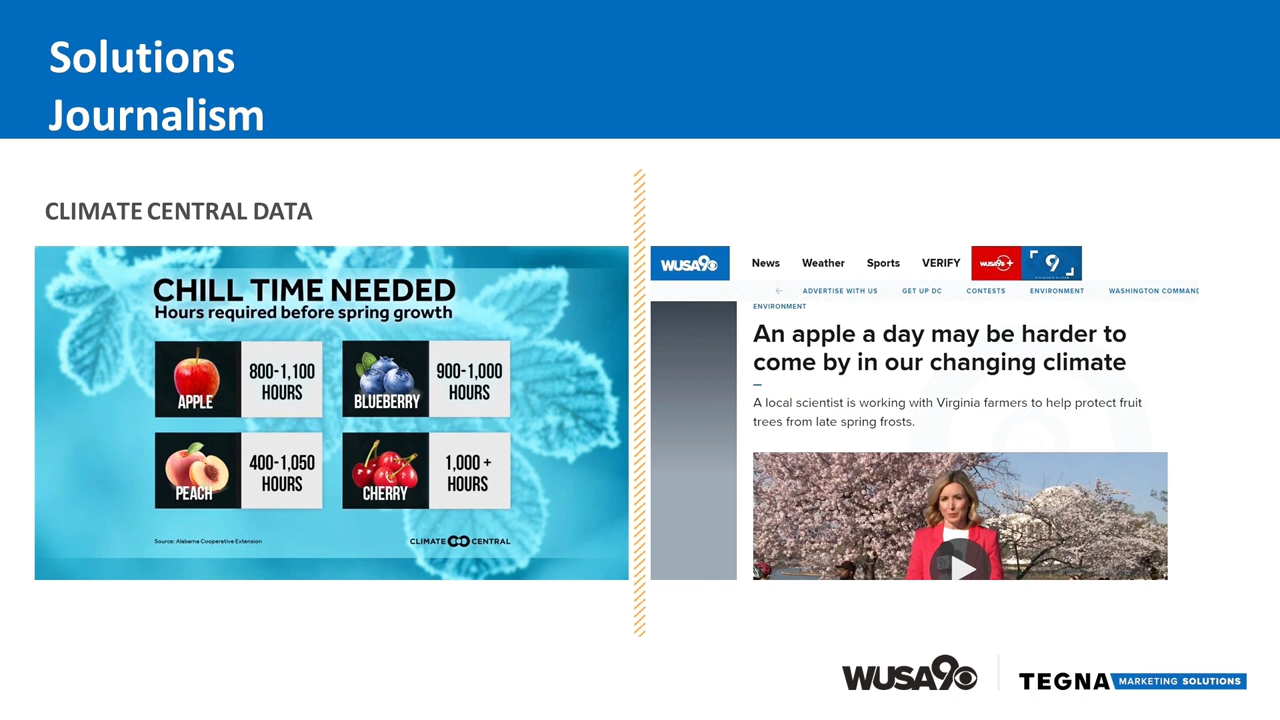 Solutions
Journalism
CLIMATE CENTRAL DATA
CHILL TIME NEEDED
Hours required before spring growth
APPLE
800-1,100
HOURS
BLUEBERRY
900-1,000
HOURS
PEACH
400-1,050
HOURS
CHERRY
1,000 +
HOURS
Source: Alabama Cooperative Extension
CLIMATE CENTRAL
WUSA9
News Weather Sports VERIFY WUSA9+ 9
ADVERTISE WITH US GET UP DC CONTESTS ENVIRONMENT WASHINGTON COMMAND
ENVIRONMENT
An apple a day may be harder to
come by in our changing climate
A local scientist is working with Virginia farmers to help protect fruit
trees from late spring frosts.
WUSA9
TEGNA MARKETING SOLUTIONS